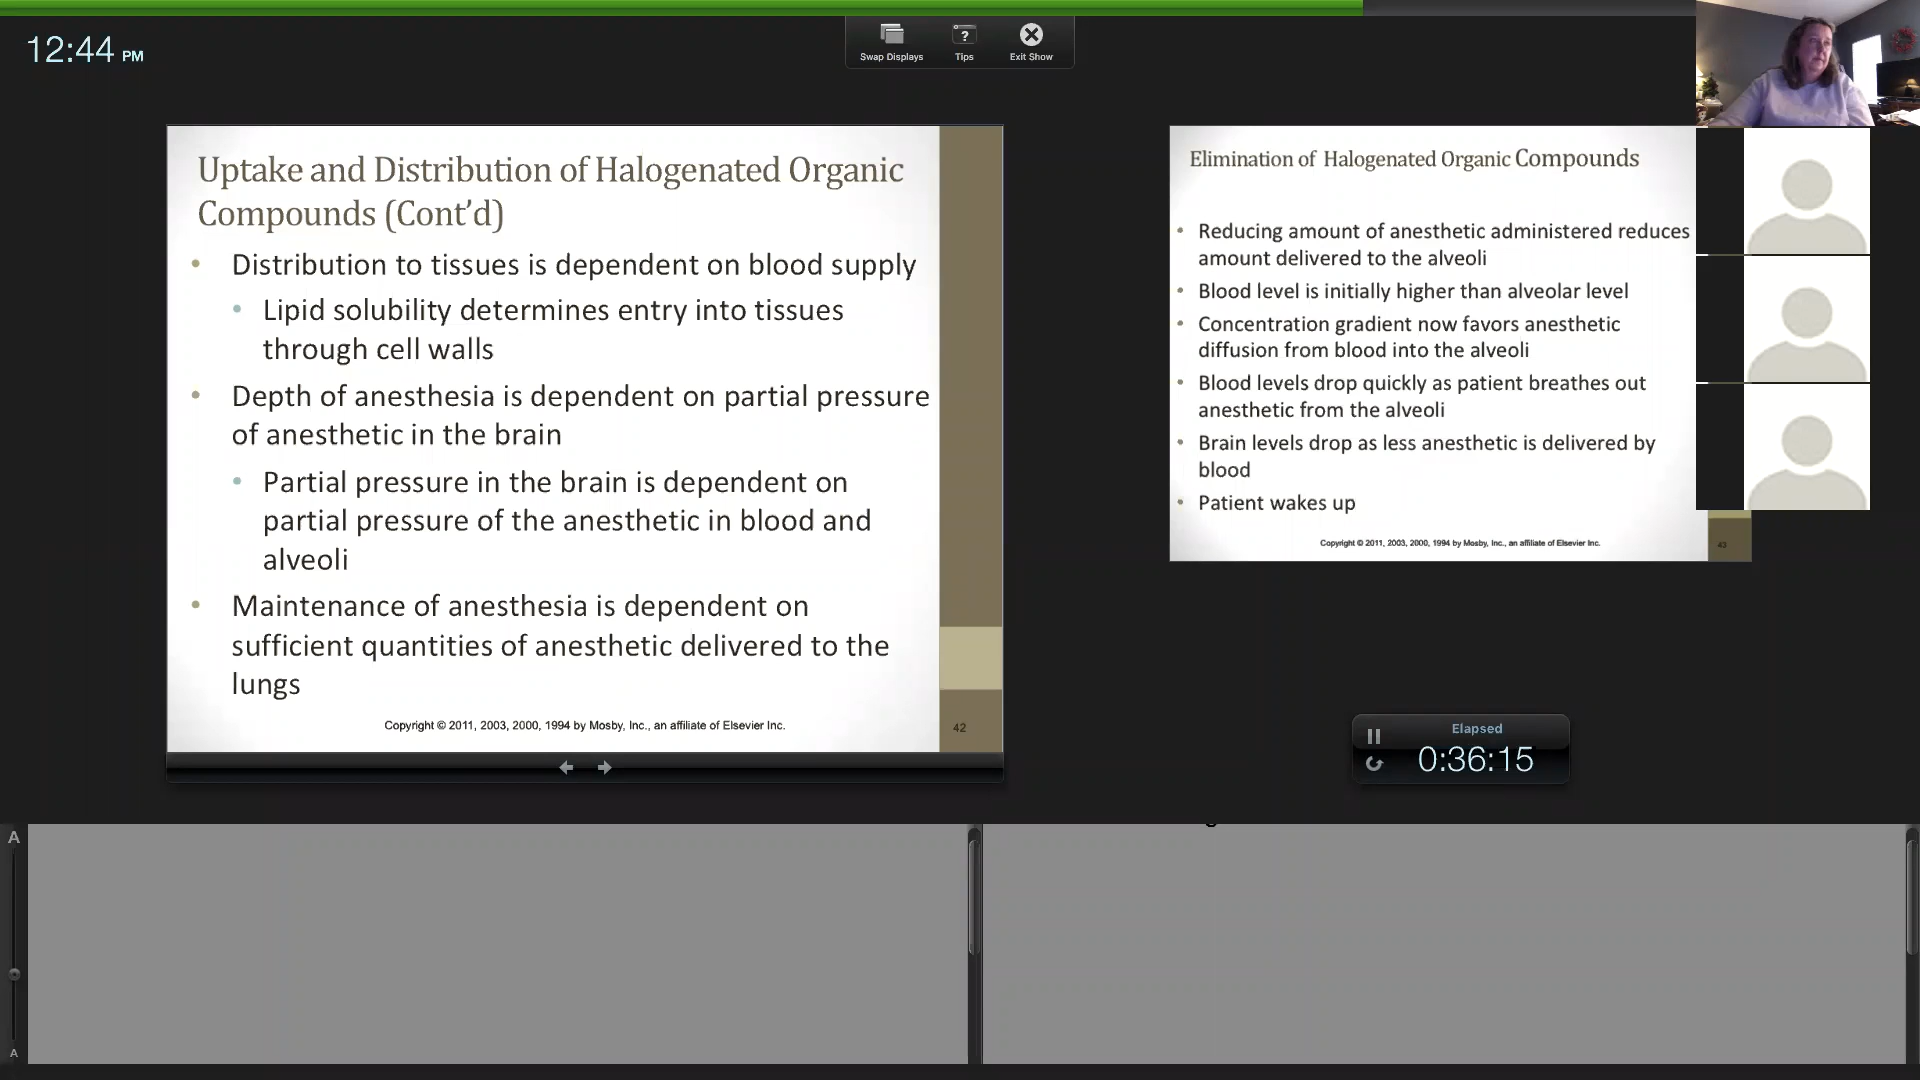 12:44 PM
Swap Displays
Tips
Exit Show
Uptake and Distribution of Halogenated Organic
Compounds (Cont’d)
• Distribution to tissues is dependent on blood supply
• Lipid solubility determines entry into tissues
through cell walls
• Depth of anesthesia is dependent on partial pressure
of anesthetic in the brain
• Partial pressure in the brain is dependent on
partial pressure of the anesthetic in blood and
alveoli
• Maintenance of anesthesia is dependent on
sufficient quantities of anesthetic delivered to the
lungs
Copyright © 2011, 2003, 2000, 1994 by Mosby, Inc., an affiliate of Elsevier Inc.
42
Elimination of Halogenated Organic Compounds
• Reducing amount of anesthetic administered reduces
amount delivered to the alveoli
• Blood level is initially higher than alveolar level
• Concentration gradient now favors anesthetic
diffusion from blood into the alveoli
• Blood levels drop quickly as patient breathes out
anesthetic from the alveoli
• Brain levels drop as less anesthetic is delivered by
blood
• Patient wakes up
Copyright © 2011, 2003, 2000, 1994 by Mosby, Inc., an affiliate of Elsevier Inc.
43
Elapsed
0:36:15
A
A